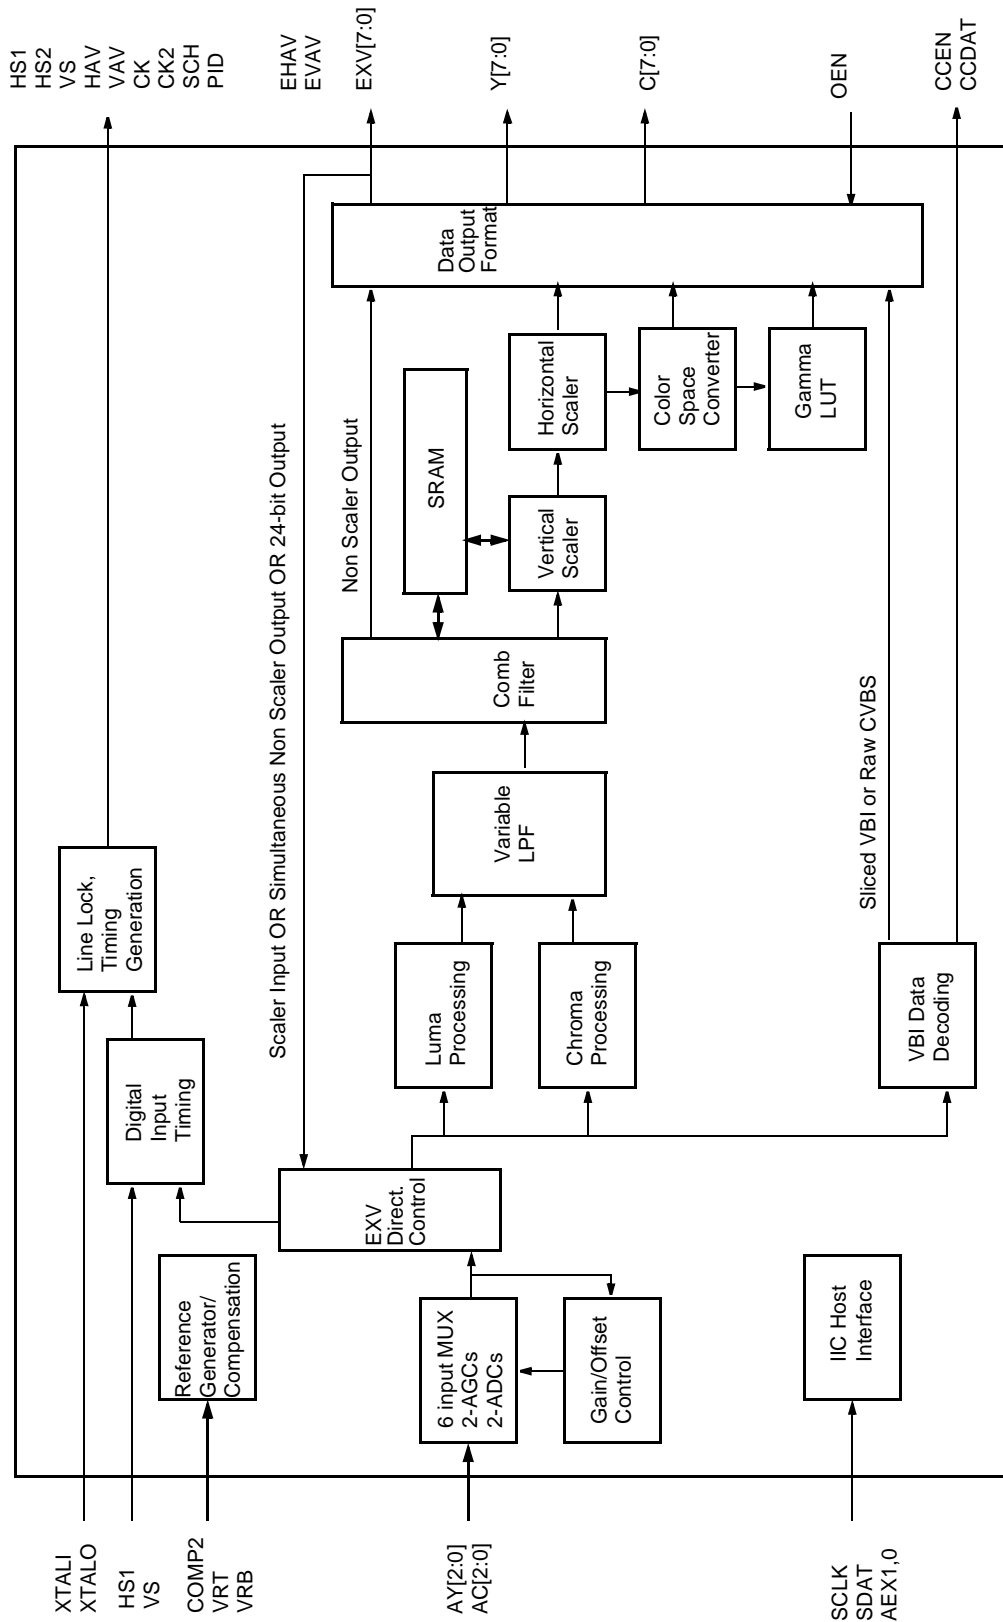 XTALI
XTALO
HS1
VS
COMP2
VRT
VRB
AY[2:0]
AC[2:0]
SCLK
SDAT
AEX1,0
Reference
Generator/
Compensation
6 input MUX
2-AGCs
2-ADCs
Gain/Offset
Control
IIC Host
Interface
Digital
Input
Timing
EXV
Direct.
Control
Line Lock,
Timing
Generation
Luma
Processing
Chroma
Processing
VBI Data
Decoding
Scaler Input OR Simultaneous Non Scaler Output OR 24-bit Output
Variable
LPF
Comb
Filter
Non Scaler Output
SRAM
Vertical
Scaler
Horizontal
Scaler
Color
Space
Converter
Gamma
LUT
Sliced VBI or Raw CVBS
Data
Output
Format
HS1
HS2
VS
HAV
VAV
CK
CK2
SCH
PID
EHAV
EVAV
EXV[7:0]
Y[7:0]
C[7:0]
OEN
CCEN
CCDAT